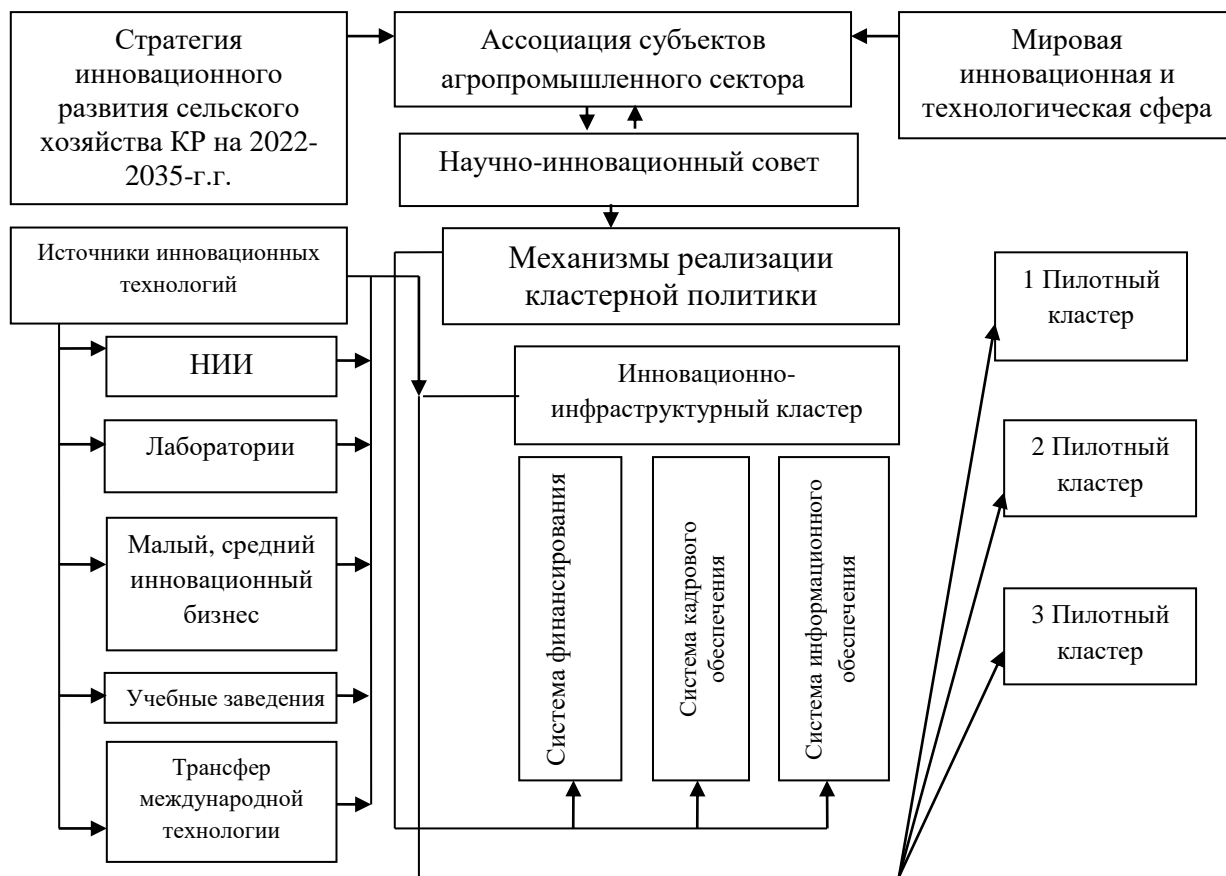 Стратегия
инновационного
развития сельского
хозяйства КР на 2022-
2035-г.г.
Ассоциация субъектов
агропромышленного сектора
Мировая
инновационная и
технологическая сфера
Научно-инновационный совет
Источники инновационных
технологий
Механизмы реализации
кластерной политики
1 Пилотный
кластер
НИИ
Инновационно-
инфраструктурный кластер
Лаборатории
2 Пилотный
кластер
Малый, средний
инновационный
бизнес
Система финансирования
Система кадрового
обеспечения
Система информационного
обеспечения
3 Пилотный
кластер
Учебные заведения
Трансфер
международной
технологии